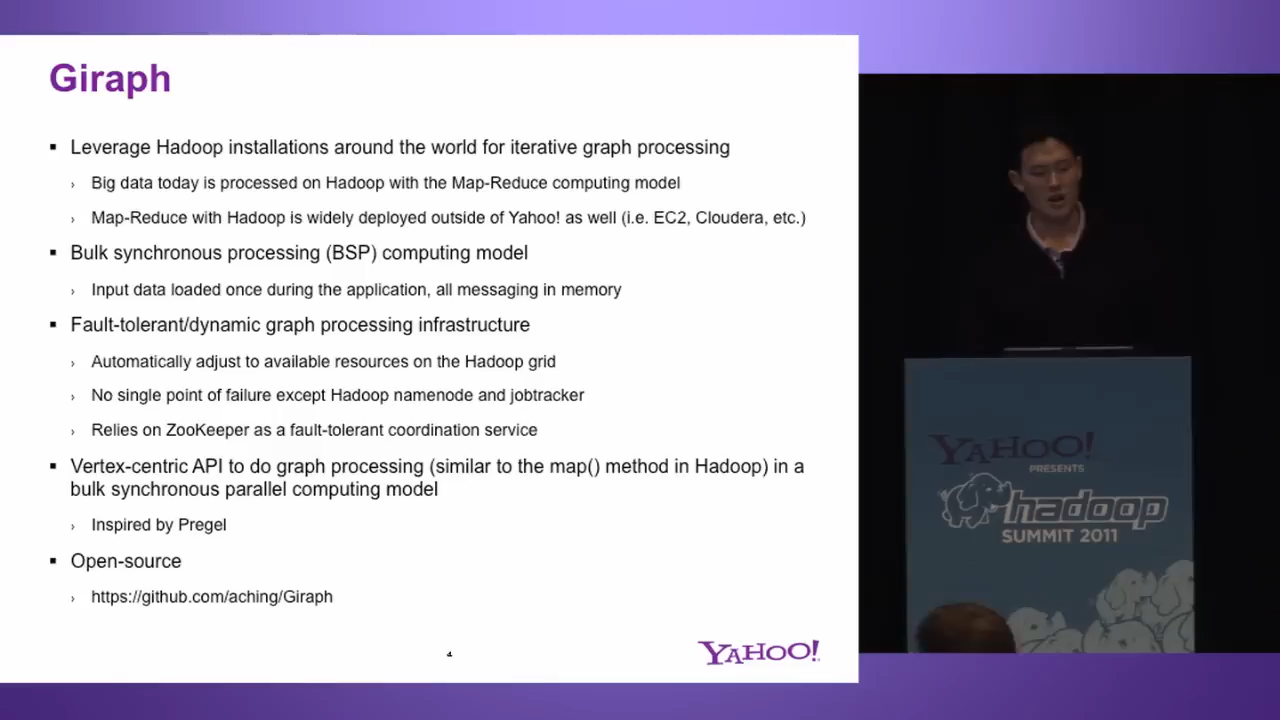 Giraph
Leverage Hadoop installations around the world for iterative graph processing
Big data today is processed on Hadoop with the Map-Reduce computing model
Map-Reduce with Hadoop is widely deployed outside of Yahoo! as well (i.e. EC2, Cloudera, etc.)
Bulk synchronous processing (BSP) computing model
Input data loaded once during the application, all messaging in memory
Fault-tolerant/dynamic graph processing infrastructure
Automatically adjust to available resources on the Hadoop grid
No single point of failure except Hadoop namenode and jobtracker
Relies on ZooKeeper as a fault-tolerant coordination service
Vertex-centric API to do graph processing (similar to the map() method in Hadoop) in a
bulk synchronous parallel computing model
Inspired by Pregel
Open-source
https://github.com/aching/Giraph
4
YAHOO!
YAHOO!
PRESENTS
hadoop
SUMMIT 2011